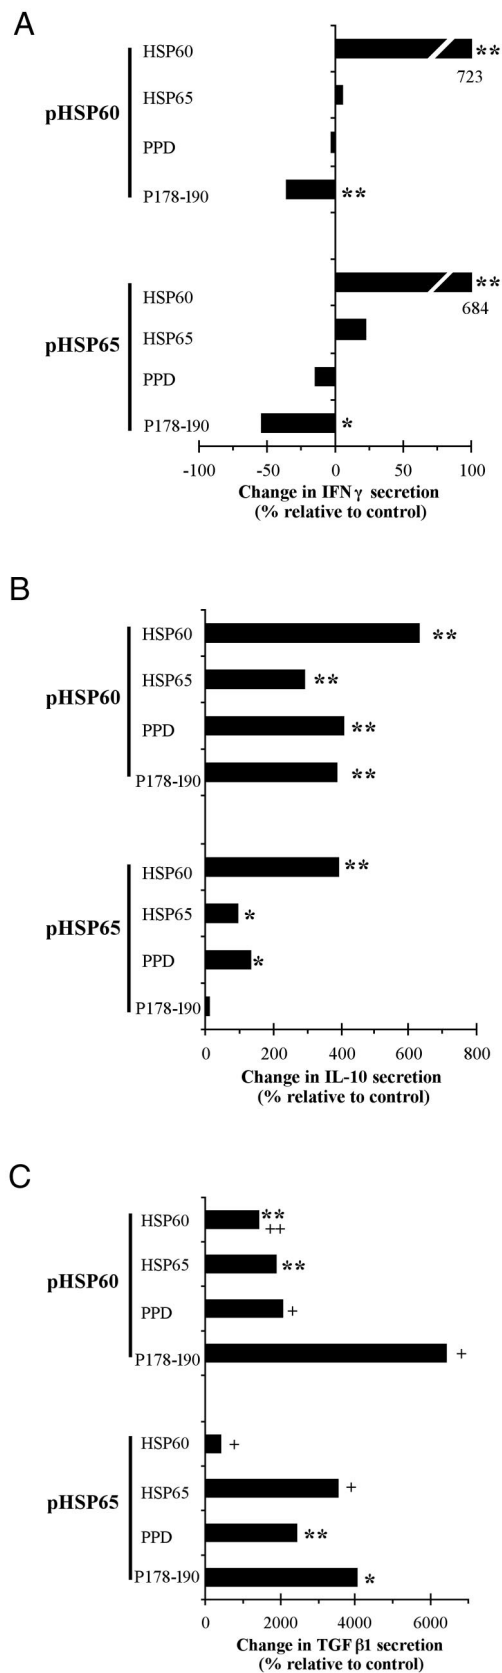 A
pHSP60
HSP60 **
723
HSP65
PPD
P178-190 **
pHSP65
HSP60 **
684
HSP65
PPD
P178-190 *
-100 -50 0 50 100
Change in IFNγ secretion
(% relative to control)
B
pHSP60
HSP60 **
HSP65 **
PPD **
P178-190 **
pHSP65
HSP60 **
HSP65 *
PPD *
P178-190
0 200 400 600 800
Change in IL-10 secretion
(% relative to control)
C
pHSP60
HSP60 **
++
HSP65 **
PPD +
P178-190 +
pHSP65
HSP60 +
HSP65 +
PPD **
P178-190 *
0 2000 4000 6000
Change in TGFβ1 secretion
(% relative to control)